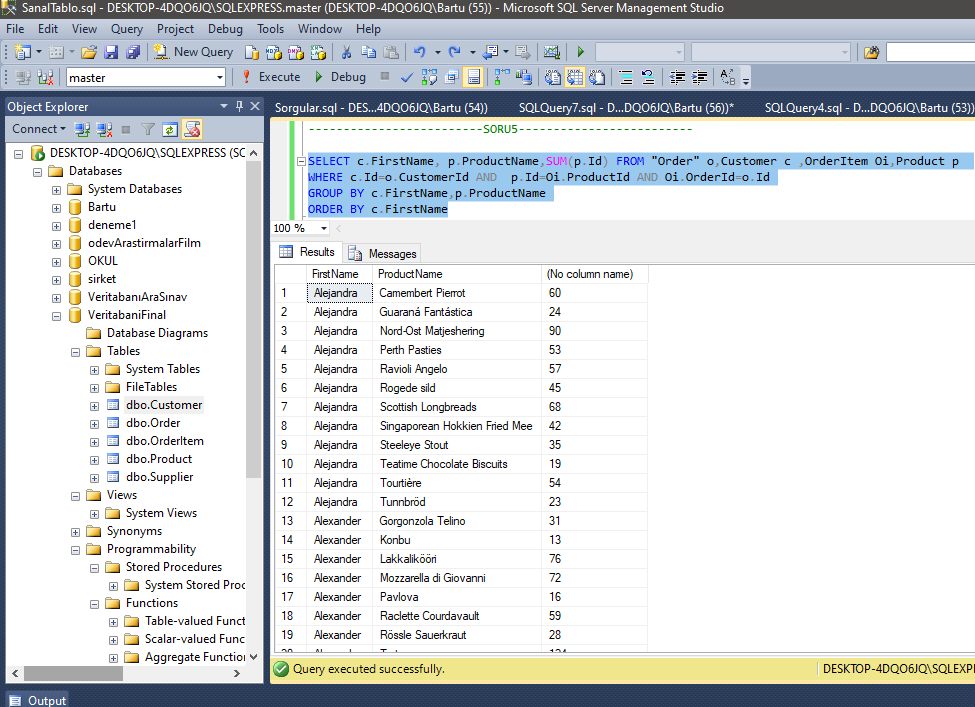 SanalTablo.sql - DESKTOP-4DQO6JQ\SQLEXPRESS.master (DESKTOP-4DQO6JQ\Bartu (55)) - Microsoft SQL Server Management Studio
File Edit View Query Project Debug Tools Window Help
New Query
master Execute Debug
Object Explorer
Connect
DESKTOP-4DQO6JQ\SQLEXPRESS (SC
Databases
System Databases
Bartu
deneme1
odevArastirmalarFilm
OKUL
sirket
VeritabanıAraSınav
VeritabaniFinal
Database Diagrams
Tables
System Tables
FileTables
dbo.Customer
dbo.Order
dbo.OrderItem
dbo.Product
dbo.Supplier
Views
System Views
Synonyms
Programmability
Stored Procedures
System Stored Proc
Functions
Table-valued Funct
Scalar-valued Func
Aggregate Function
Sorgular.sql - DES...4DQO6JQ\Bartu (54)) SQLQuery7.sql - D...DQO6JQ\Bartu (56))* SQLQuery4.sql - D...DQO6JQ\Bartu (53))
-------------------------SORU5-------------------------
SELECT c.FirstName, p.ProductName,SUM(p.Id) FROM "Order" o,Customer c ,OrderItem Oi,Product p
WHERE c.Id=o.CustomerId AND p.Id=Oi.ProductId AND Oi.OrderId=o.Id
GROUP BY c.FirstName,p.ProductName
ORDER BY c.FirstName
100 %
Results Messages
FirstName ProductName (No column name)
1 Alejandra Camembert Pierrot 60
2 Alejandra Guaraná Fantástica 24
3 Alejandra Nord-Ost Matjeshering 90
4 Alejandra Perth Pasties 53
5 Alejandra Ravioli Angelo 57
6 Alejandra Rogede sild 45
7 Alejandra Scottish Longbreads 68
8 Alejandra Singaporean Hokkien Fried Mee 42
9 Alejandra Steeleye Stout 35
10 Alejandra Teatime Chocolate Biscuits 19
11 Alejandra Tourtière 54
12 Alejandra Tunnbröd 23
13 Alexander Gorgonzola Telino 31
14 Alexander Konbu 13
15 Alexander Lakkalikööri 76
16 Alexander Mozzarella di Giovanni 72
17 Alexander Pavlova 16
18 Alexander Raclette Courdavault 59
19 Alexander Rössle Sauerkraut 28
Query executed successfully. DESKTOP-4DQO6JQ\SQLEXP
Output